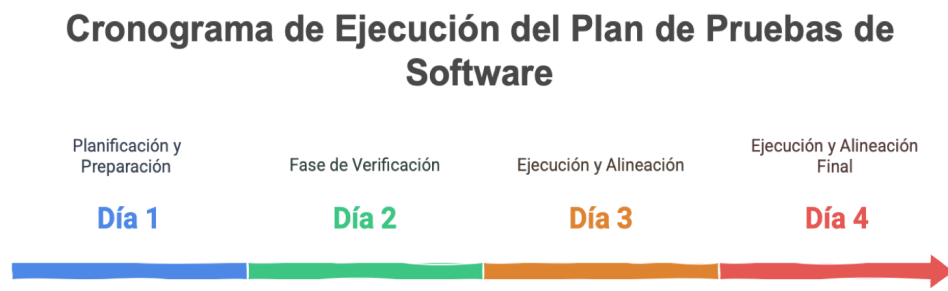 Cronograma de Ejecución del Plan de Pruebas de
Software
Planificación y
Preparación
Día 1
Fase de Verificación
Día 2
Ejecución y Alineación
Día 3
Ejecución y Alineación
Final
Día 4